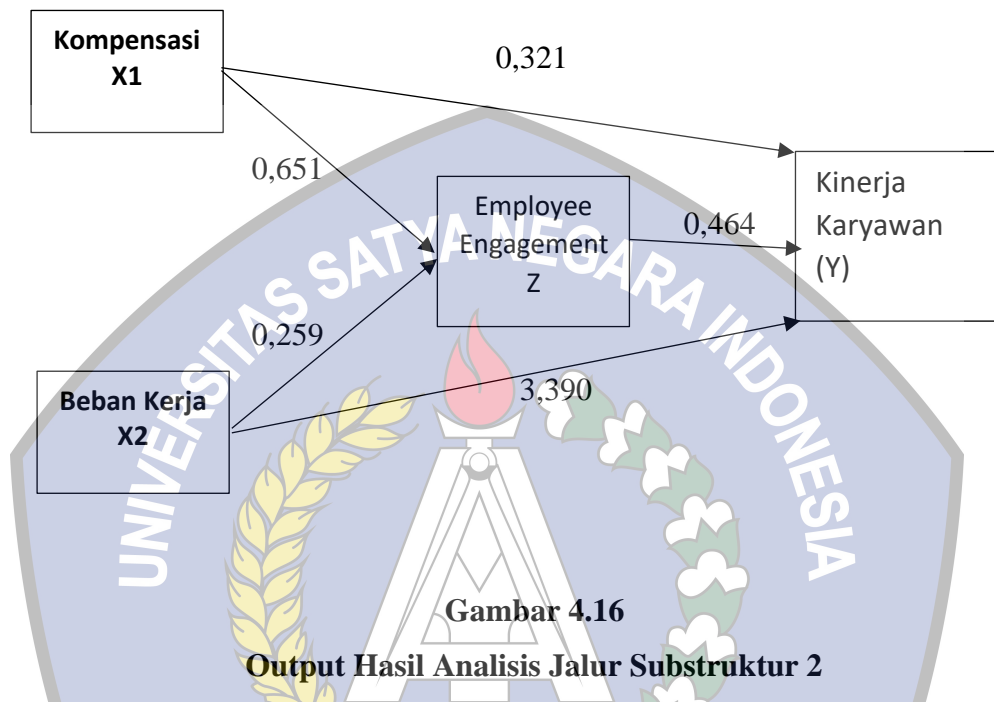 Kompensasi
X1
0,321
0,651
Kinerja
Karyawan
(Y)
Employee
Engagement
Z
0,464
UNIVERSITAS SATYA NEGARA INDONESIA
0,259
Beban Kerja
X2
3,390
Gambar 4.16
Output Hasil Analisis Jalur Substruktur 2